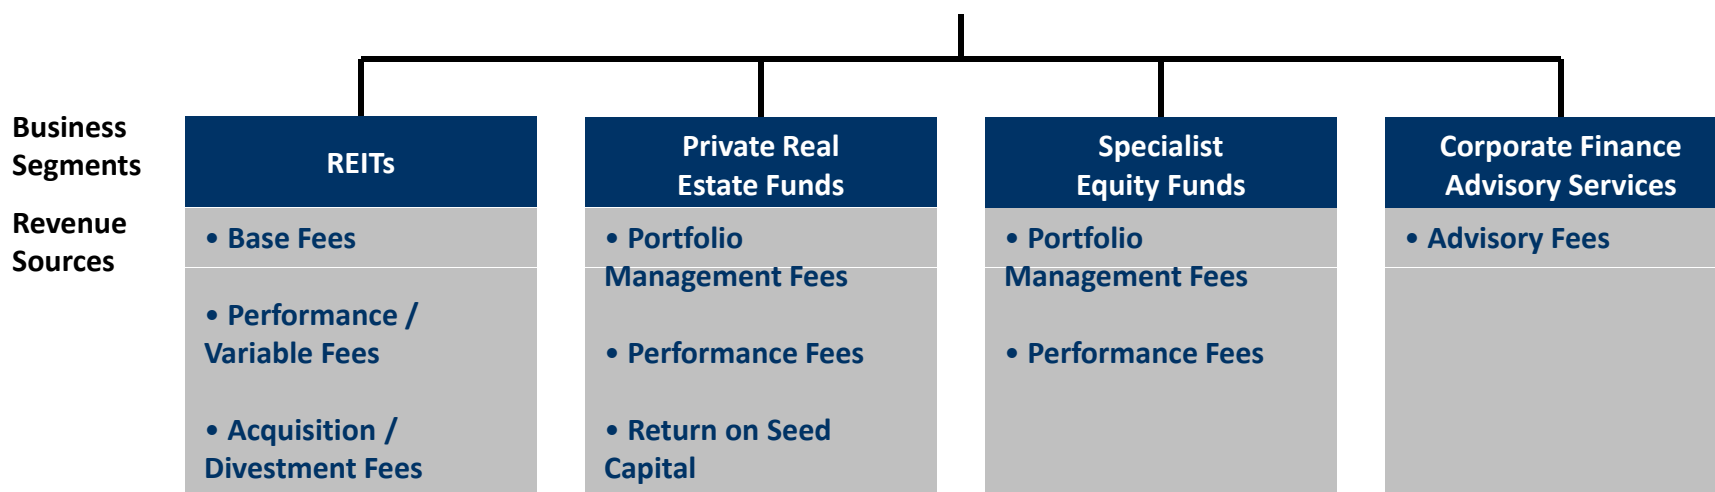 Business
Segments
REITs
Private Real
Estate Funds
Specialist
Equity Funds
Corporate Finance
Advisory Services
Revenue
Sources
• Base Fees
• Performance /
Variable Fees
• Acquisition /
Divestment Fees
• Portfolio
Management Fees
• Performance Fees
• Return on Seed
Capital
• Portfolio
Management Fees
• Performance Fees
• Advisory Fees